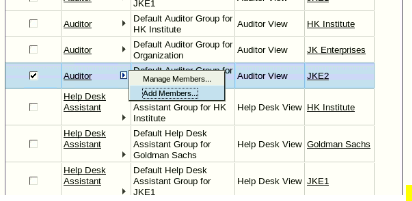 Auditor Default Auditor Group for HK Institute Auditor View HK Institute
Auditor Default Auditor Group for Organization Auditor View JK Enterprises
Auditor Default Auditor Group for Auditor View JKE2
Manage Members...
Add Members...
Help Desk Assistant Assistant Group for HK Institute Help Desk View HK Institute
Help Desk Assistant Default Help Desk Assistant Group for Goldman Sachs Help Desk View Goldman Sachs
Help Desk Assistant Default Help Desk Assistant Group for JKE1 Help Desk View JKE1